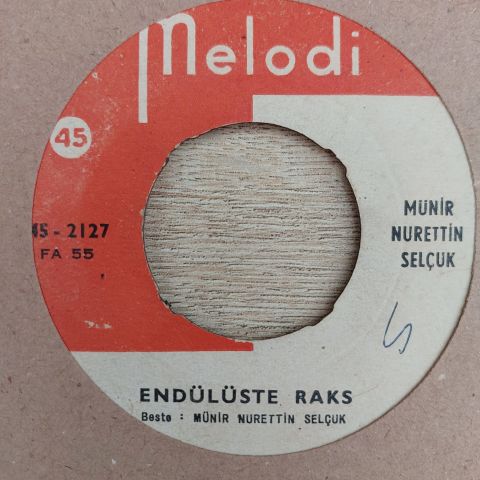 Melodi
45
45 - 2127
FA 55
MÜNİR
NURETTİN
SELÇUK
ENDÜLÜSTE RAKS
Beste : MÜNİR NURETTİN SELÇUK